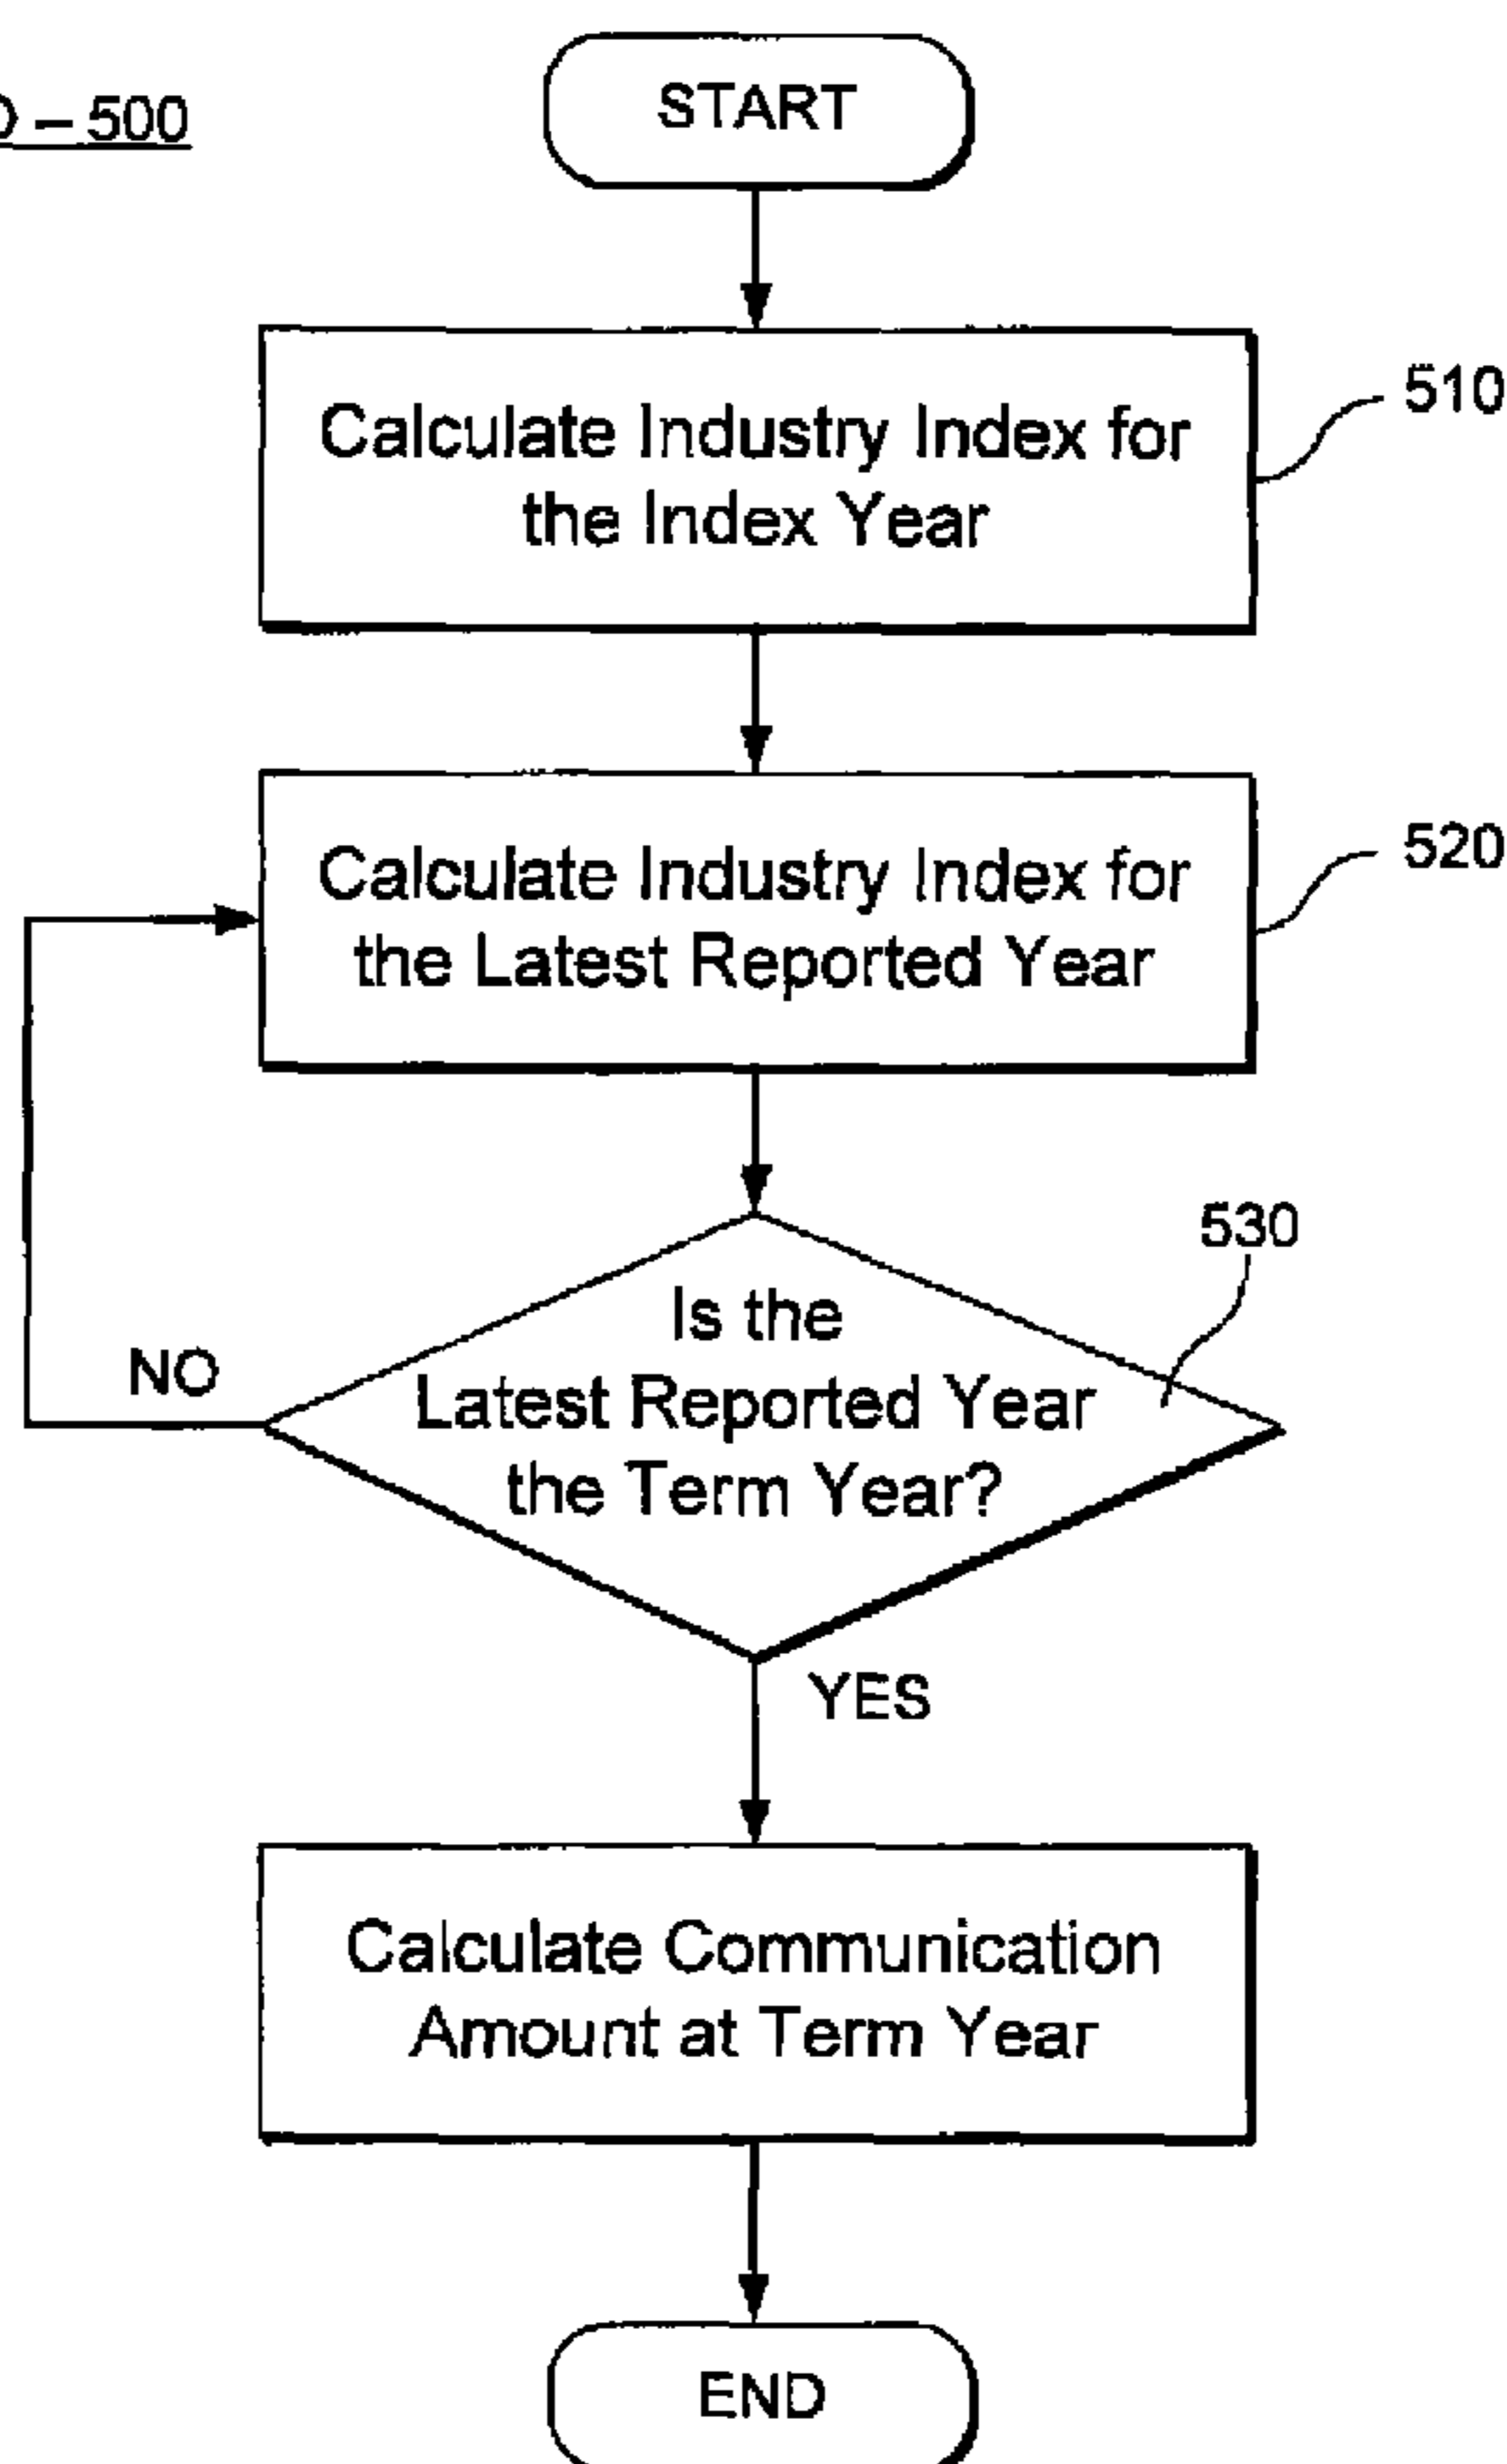 – 500
START
Calculate Industry Index for
the Index Year
510
Calculate Industry Index for
the Latest Reported Year
520
530
Is the
Latest Reported Year
the Term Year?
NO
YES
Calculate Communication
Amount at Term Year
END